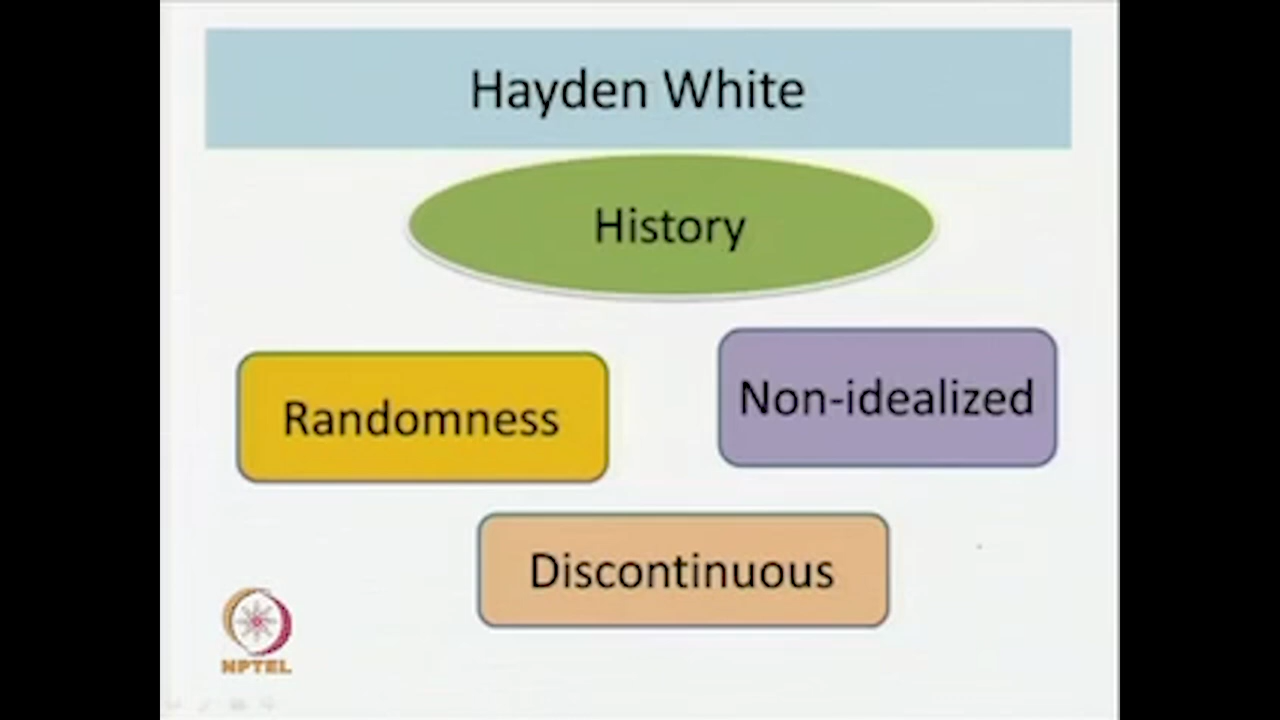 Hayden White
History
Randomness
Non-idealized
Discontinuous
NPTEL